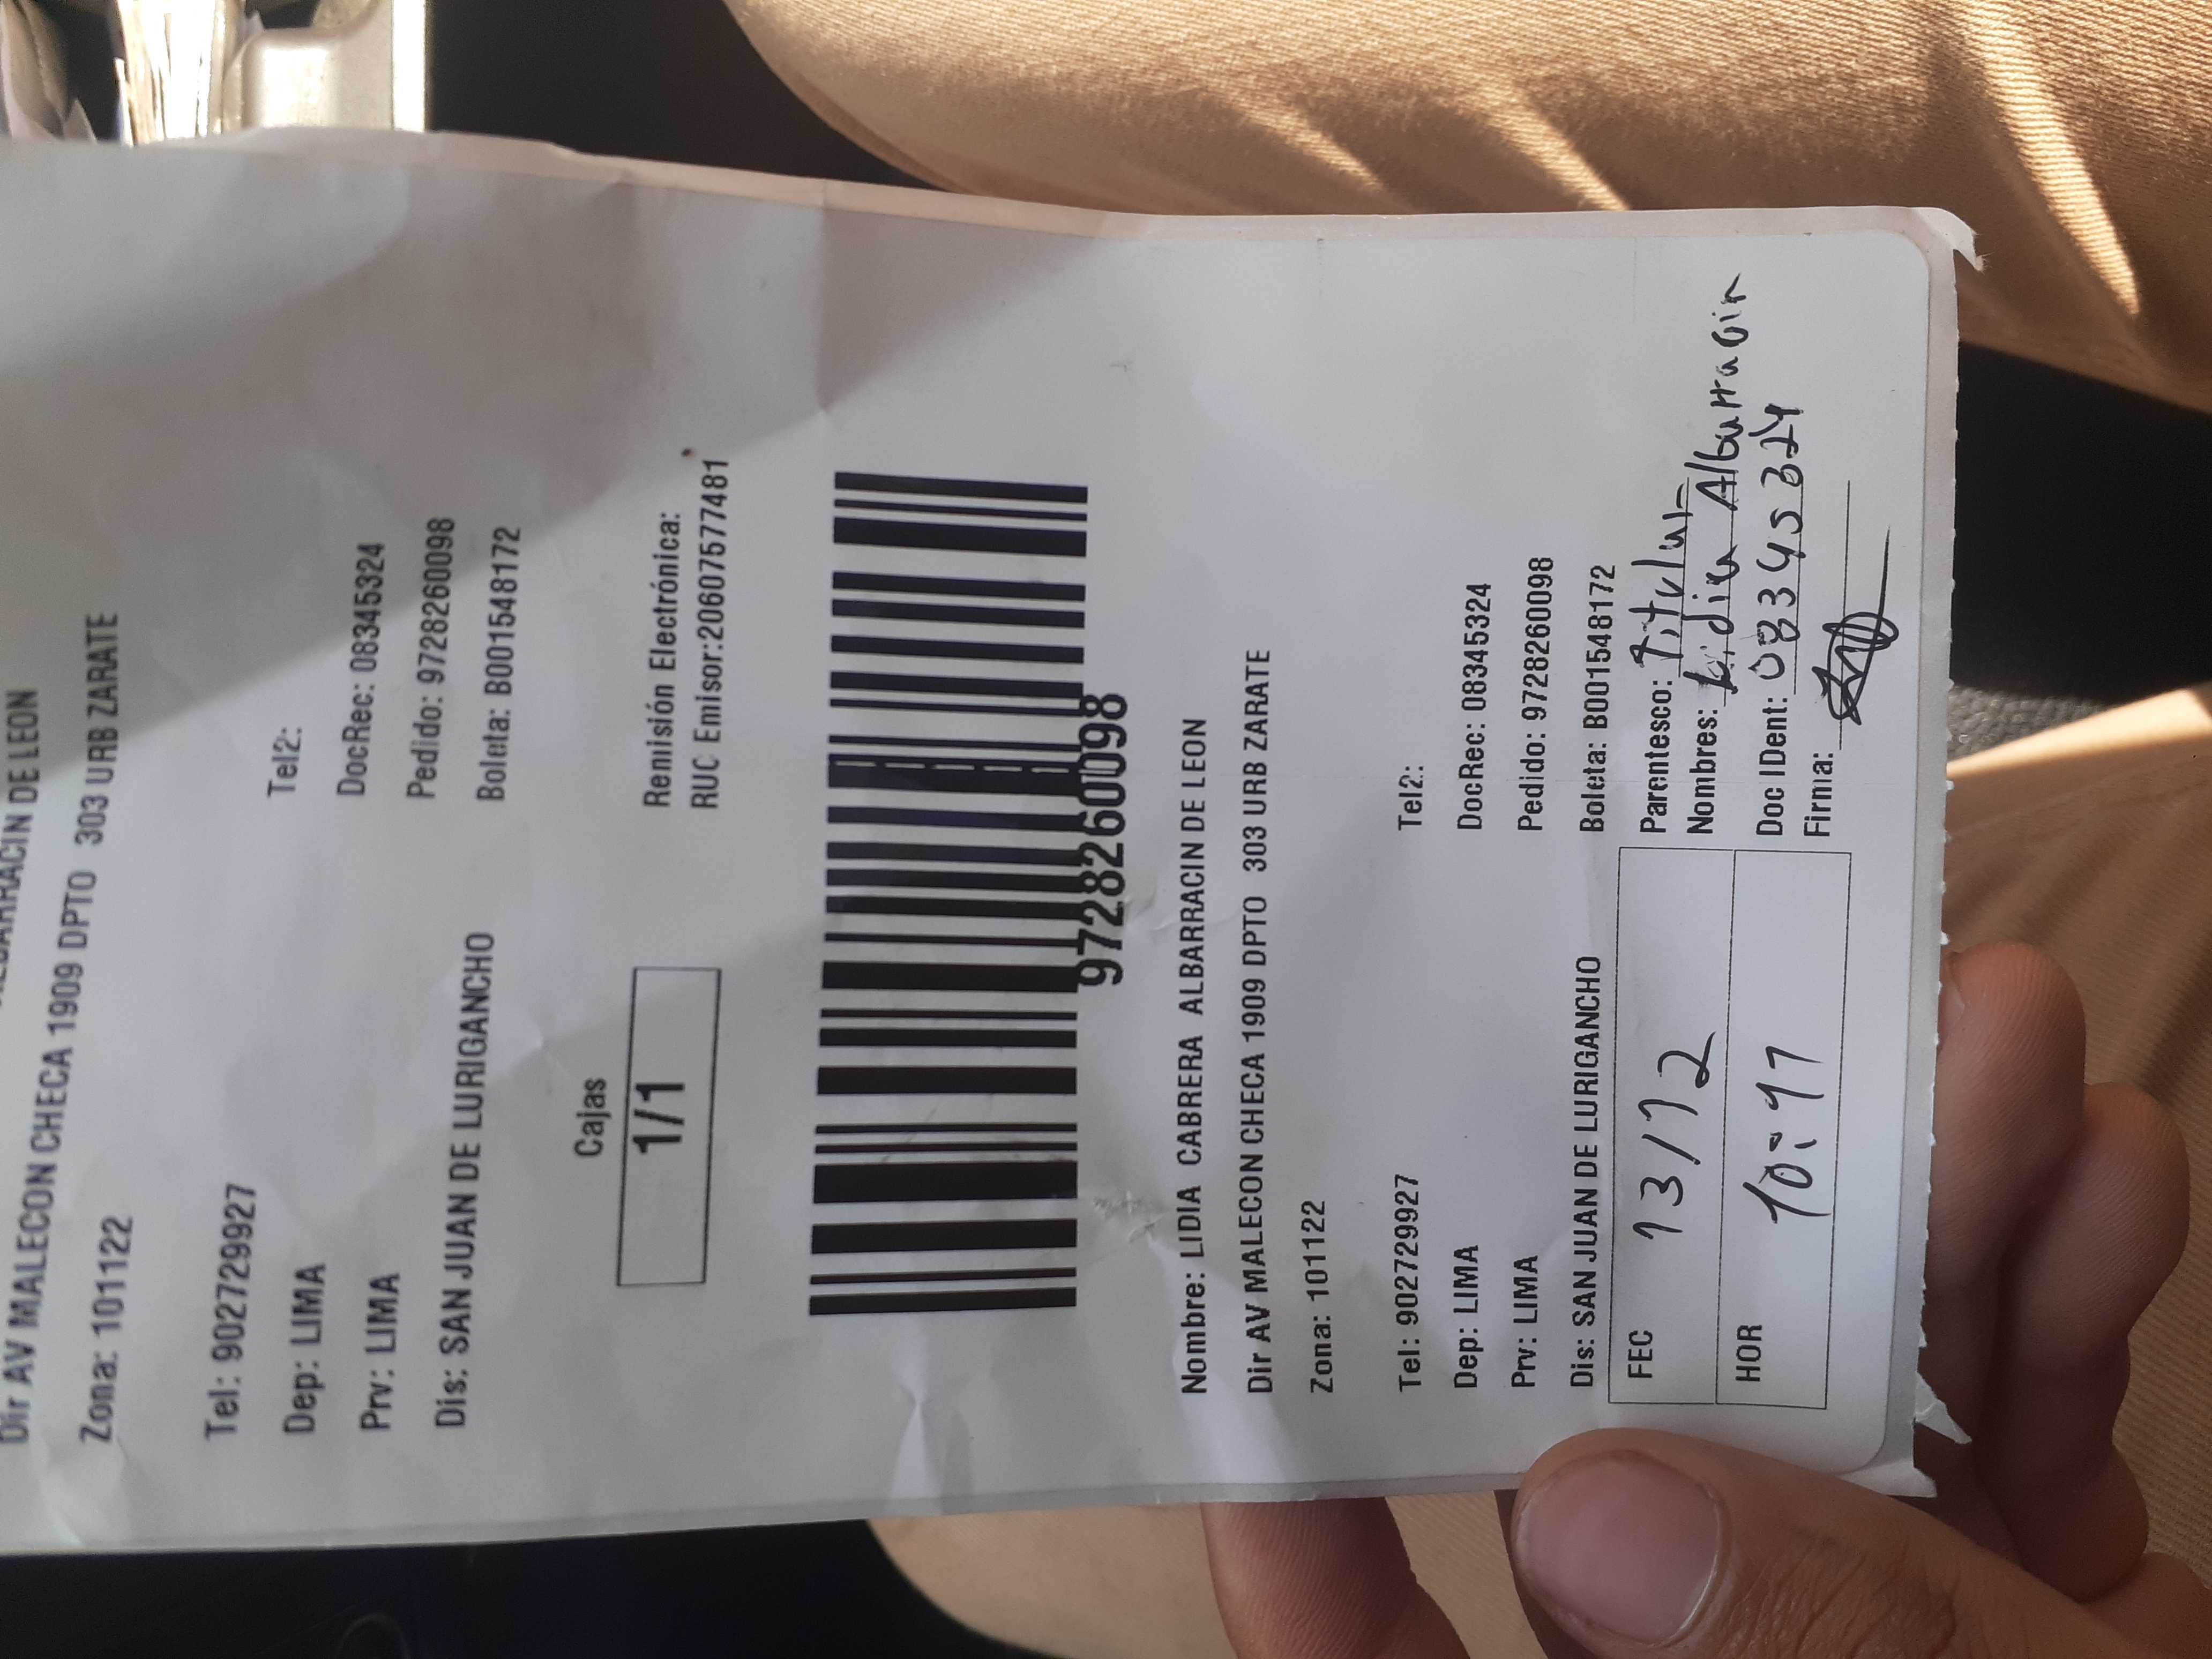 ALBARRACIN DE LEON
Dir AV MALECON CHECA 1909 DPTO 303 URB ZARATE
Zona: 101122
Tel: 902729927 Tel2:
Dep: LIMA DocRec: 08345324
Prv: LIMA Pedido: 9728260098
Dis: SAN JUAN DE LURIGANCHO Boleta: B001548172
Cajas
1/1
Remisión Electrónica:
RUC Emisor:20607577481
97282600098
Nombre: LIDIA CABRERA ALBARRACIN DE LEON
Dir AV MALECON CHECA 1909 DPTO 303 URB ZARATE
Zona: 101122
Tel: 902729927 Tel2:
Dep: LIMA DocRec: 08345324
Prv: LIMA Pedido: 97282600098
Dis: SAN JUAN DE LURIGANCHO Boleta: B001548172
FEC 13/12
HOR 10:11
Parentesco: Titular
Nombres: Lidia Albarracin
Doc IDent: 08345324
Firma: